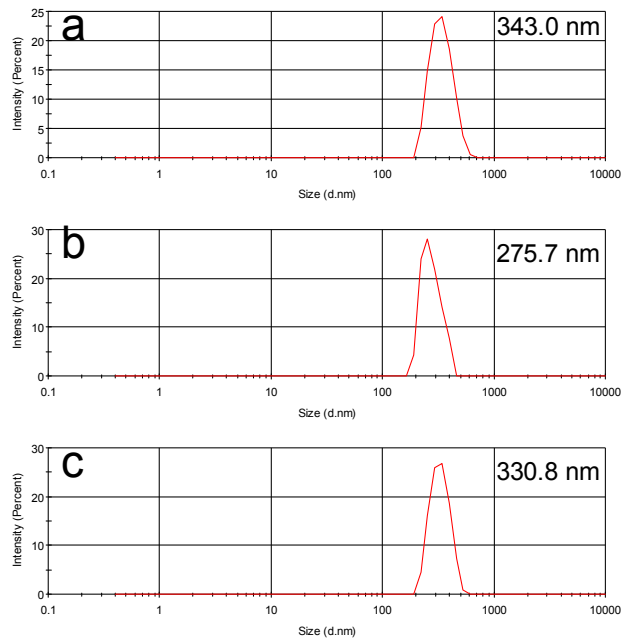 a
343.0 nm
Intensity (Percent)
25
20
15
10
5
0
0.1 1 10 100 1000 10000
Size (d.nm)
b
275.7 nm
Intensity (Percent)
30
20
10
0
0.1 1 10 100 1000 10000
Size (d.nm)
c
330.8 nm
Intensity (Percent)
30
20
10
0
0.1 1 10 100 1000 10000
Size (d.nm)